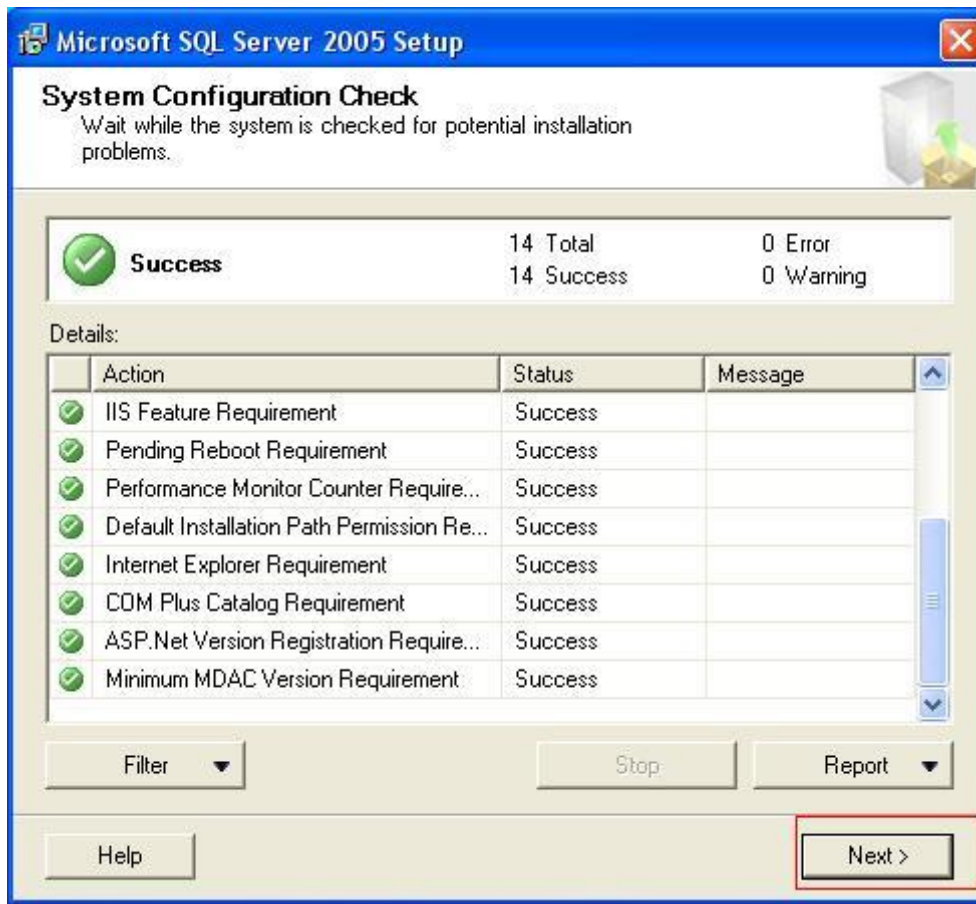 Microsoft SQL Server 2005 Setup
System Configuration Check
Wait while the system is checked for potential installation
problems.
Success 14 Total 0 Error
14 Success 0 Warning
Details:
Action Status Message
IIS Feature Requirement Success
Pending Reboot Requirement Success
Performance Monitor Counter Require... Success
Default Installation Path Permission Re... Success
Internet Explorer Requirement Success
COM Plus Catalog Requirement Success
ASP.Net Version Registration Require... Success
Minimum MDAC Version Requirement Success
Filter Stop Report
Help Next >